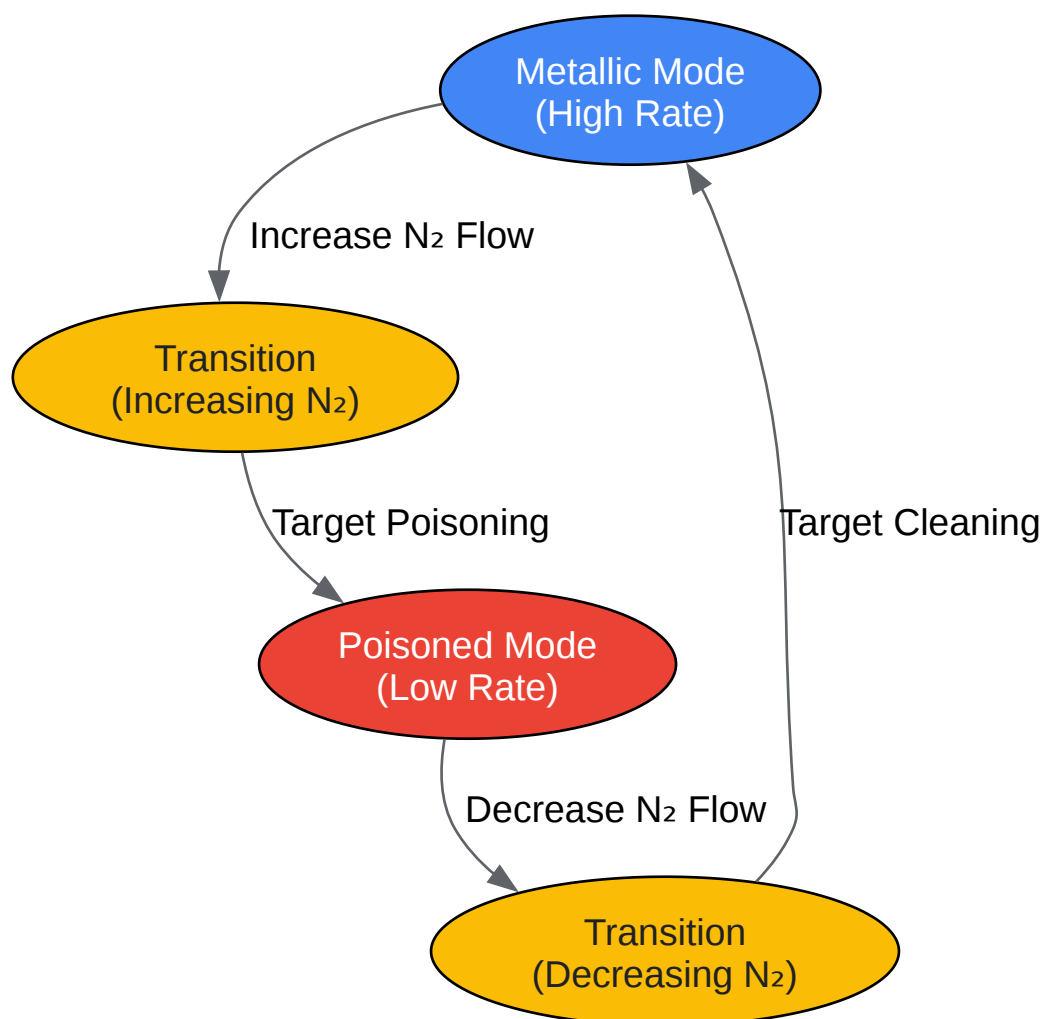 Metallic Mode
(High Rate)
Increase N₂ Flow
Transition
(Increasing N₂)
Target Poisoning
Target Cleaning
Poisoned Mode
(Low Rate)
Decrease N₂ Flow
Transition
(Decreasing N₂)